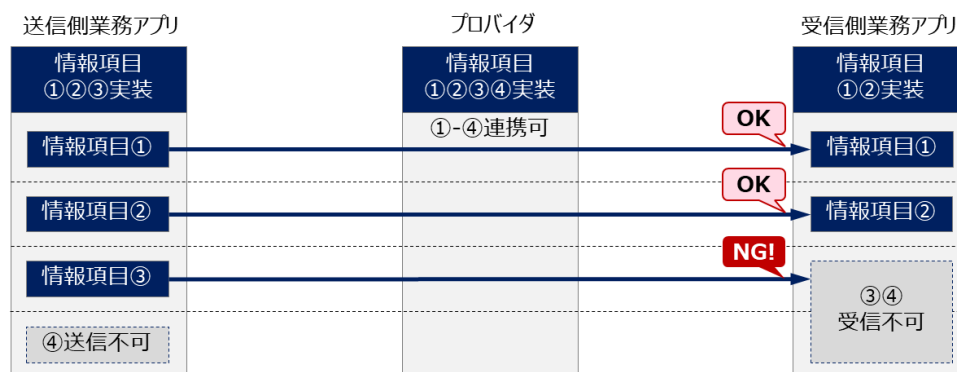 送信側業務アプリ
プロバイダ
受信側業務アプリ
情報項目
①②③実装
情報項目
①②③④実装
情報項目
①②実装
①-④連携可
OK
情報項目①
情報項目①
OK
情報項目②
情報項目②
NG!
情報項目③
③④
受信不可
④送信不可